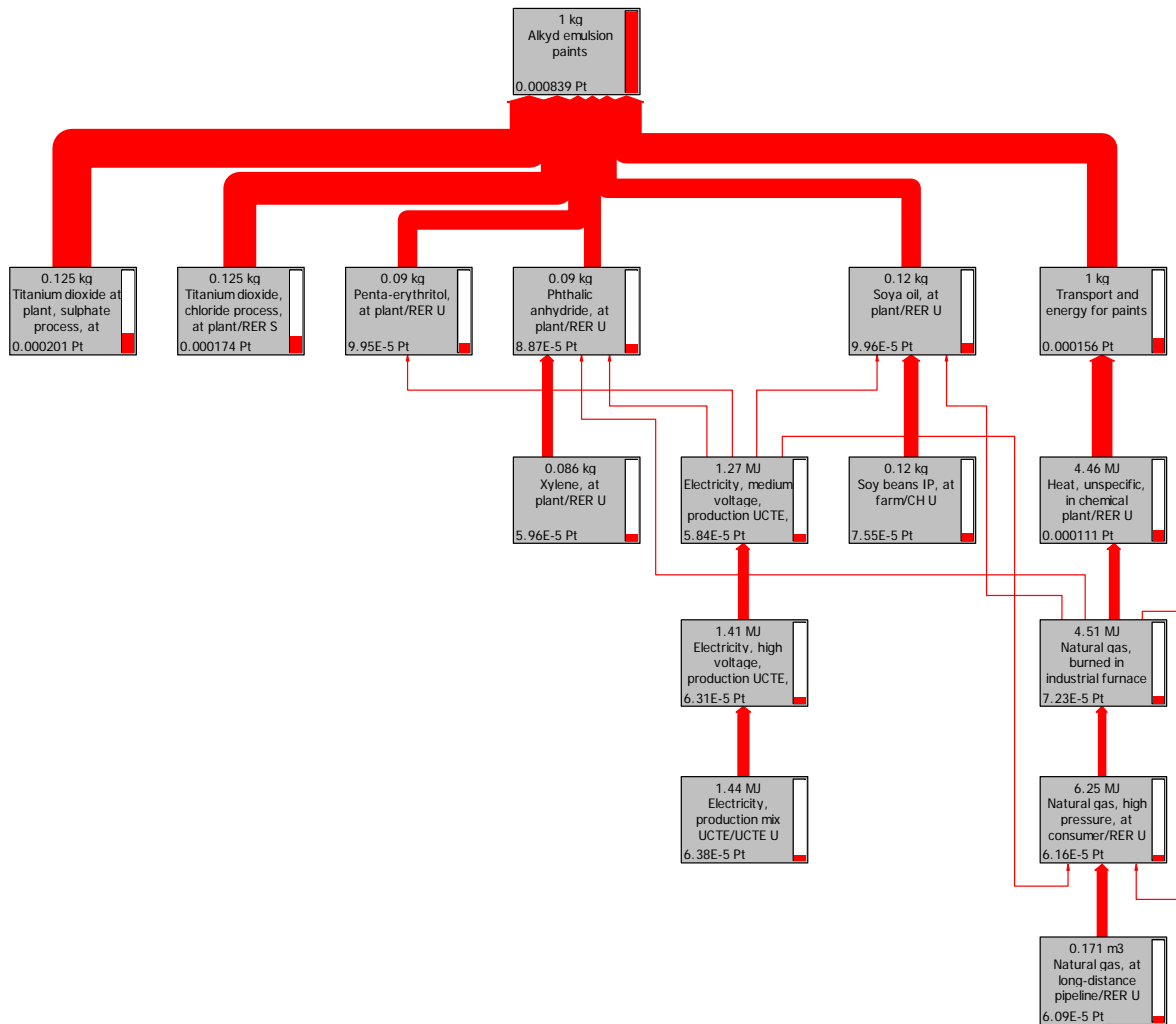 1 kg
Alkyd emulsion
paints
0.000839 Pt
0.125 kg
Titanium dioxide at
plant, sulphate
process, at
0.000201 Pt
0.125 kg
Titanium dioxide,
chloride process,
at plant/RER S
0.000174 Pt
0.09 kg
Penta-erythritol,
at plant/RER U
9.95E-5 Pt
0.09 kg
Phthalic
anhydride, at
plant/RER U
8.87E-5 Pt
0.12 kg
Soya oil, at
plant/RER U
9.96E-5 Pt
1 kg
Transport and
energy for paints
0.000156 Pt
0.086 kg
Xylene, at
plant/RER U
5.96E-5 Pt
1.27 MJ
Electricity, medium
voltage,
production UCTE,
5.84E-5 Pt
0.12 kg
Soy beans IP, at
farm/CH U
7.55E-5 Pt
4.46 MJ
Heat, unspecific,
in chemical
plant/RER U
0.000111 Pt
1.41 MJ
Electricity, high
voltage,
production UCTE,
6.31E-5 Pt
4.51 MJ
Natural gas,
burned in
industrial furnace
7.23E-5 Pt
1.44 MJ
Electricity,
production mix
UCTE/UCTE U
6.38E-5 Pt
6.25 MJ
Natural gas, high
pressure, at
consumer/RER U
6.16E-5 Pt
0.171 m3
Natural gas, at
long-distance
pipeline/RER U
6.09E-5 Pt